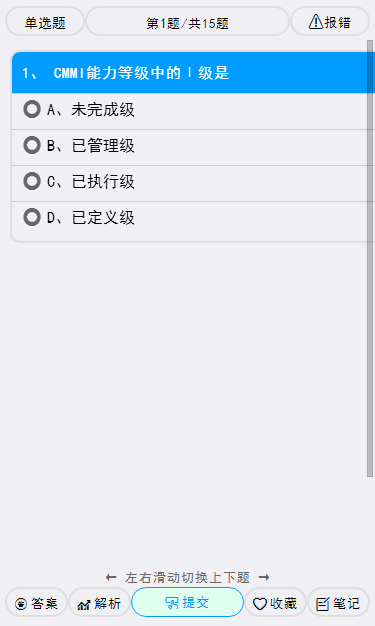 单选题
第1题/共15题
报错
1、 CMMI能力等级中的Ⅰ级是
A、未完成级
B、已管理级
C、已执行级
D、已定义级
← 左右滑动切换上下题 →
答案
解析
提交
收藏
笔记